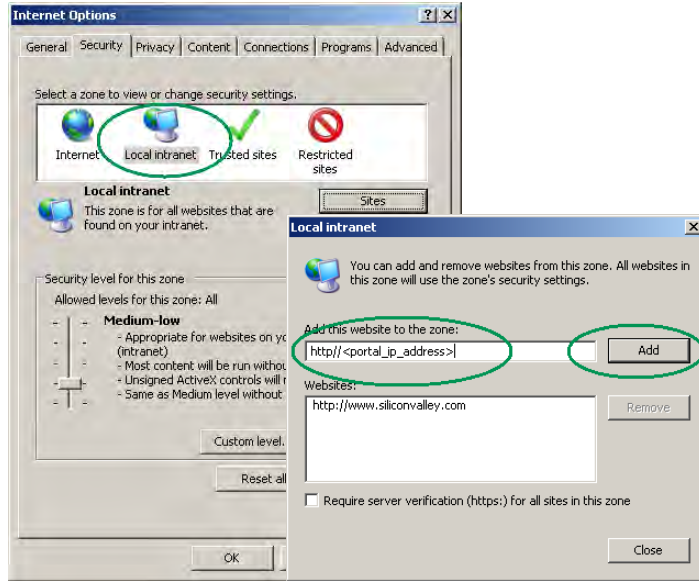 Internet Options
General Security Privacy Content Connections Programs Advanced
Select a zone to view or change security settings.
Internet Local intranet Trusted sites Restricted
sites
Local intranet
This zone is for all websites that are
found on your intranet.
Sites
Security level for this zone
Allowed levels for this zone: All
Medium-low
- Appropriate for websites on yo
(intranet)
- Most content will be run withou
- Unsigned ActiveX controls will
- Same as Medium level without
Custom level.
Reset all
OK
Local intranet
You can add and remove websites from this zone. All websites in
this zone will use the zone's security settings.
Add this website to the zone:
http//<portal_ip_address>
Add
Websites:
http://www.siliconvalley.com
Remove
Require server verification (https:) for all sites in this zone
Close